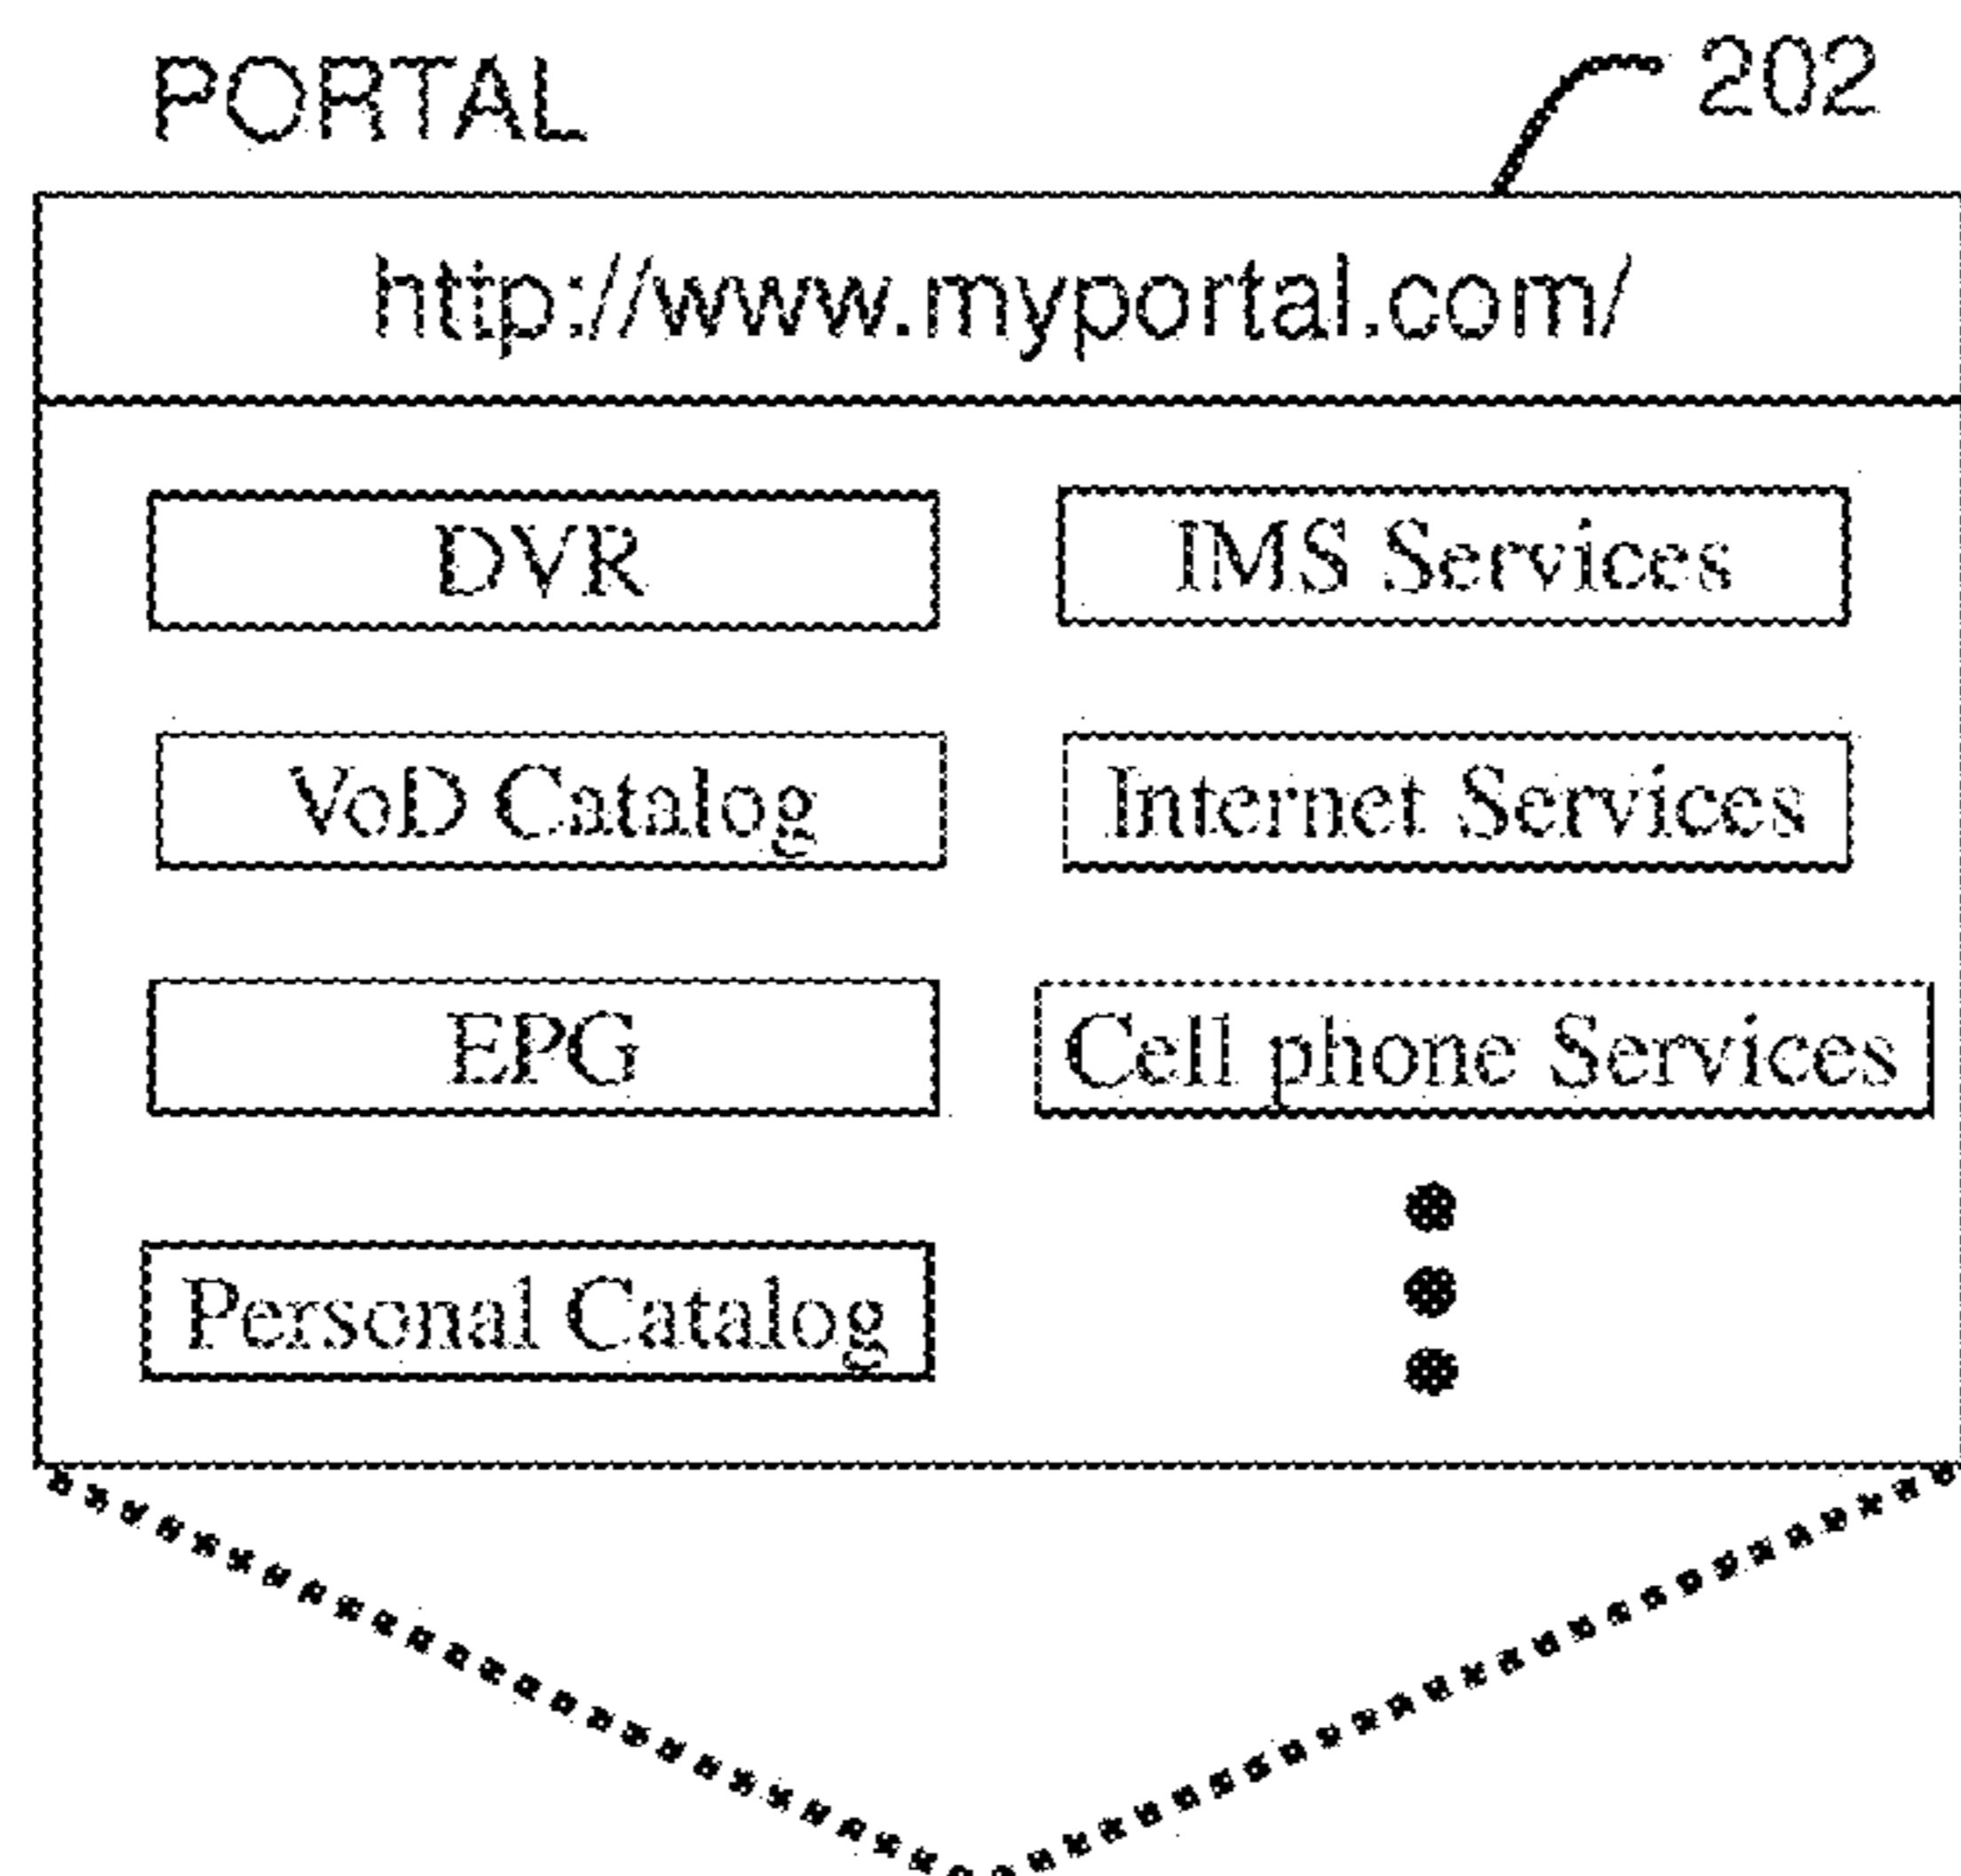 PORTAL
202
http://www.myportal.com/
DVR
IMS Services
VoD Catalog
Internet Services
EPG
Cell phone Services
Personal Catalog